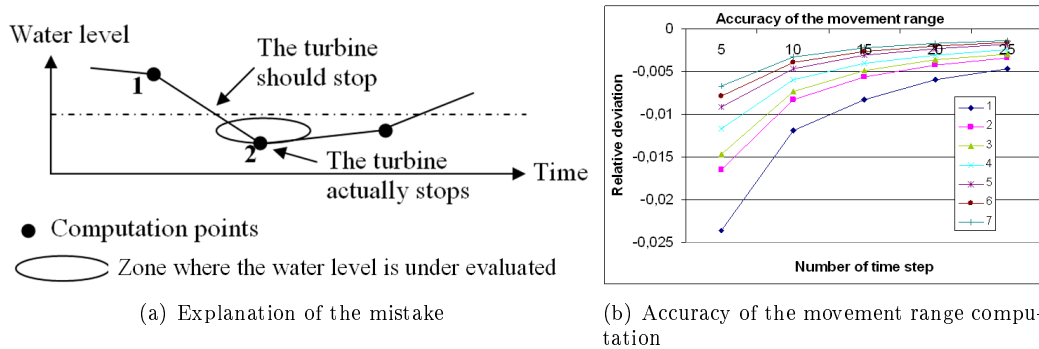 Water level
The turbine
should stop
1
2
The turbine
actually stops
Time
Computation points
Zone where the water level is under evaluated
(a) Explanation of the mistake
Accuracy of the movement range
0
-0,005
-0,01
-0,015
-0,02
-0,025
5
10
15
20
25
Relative deviation
1
2
3
4
5
6
7
Number of time step
(b) Accuracy of the movement range compu-
tation